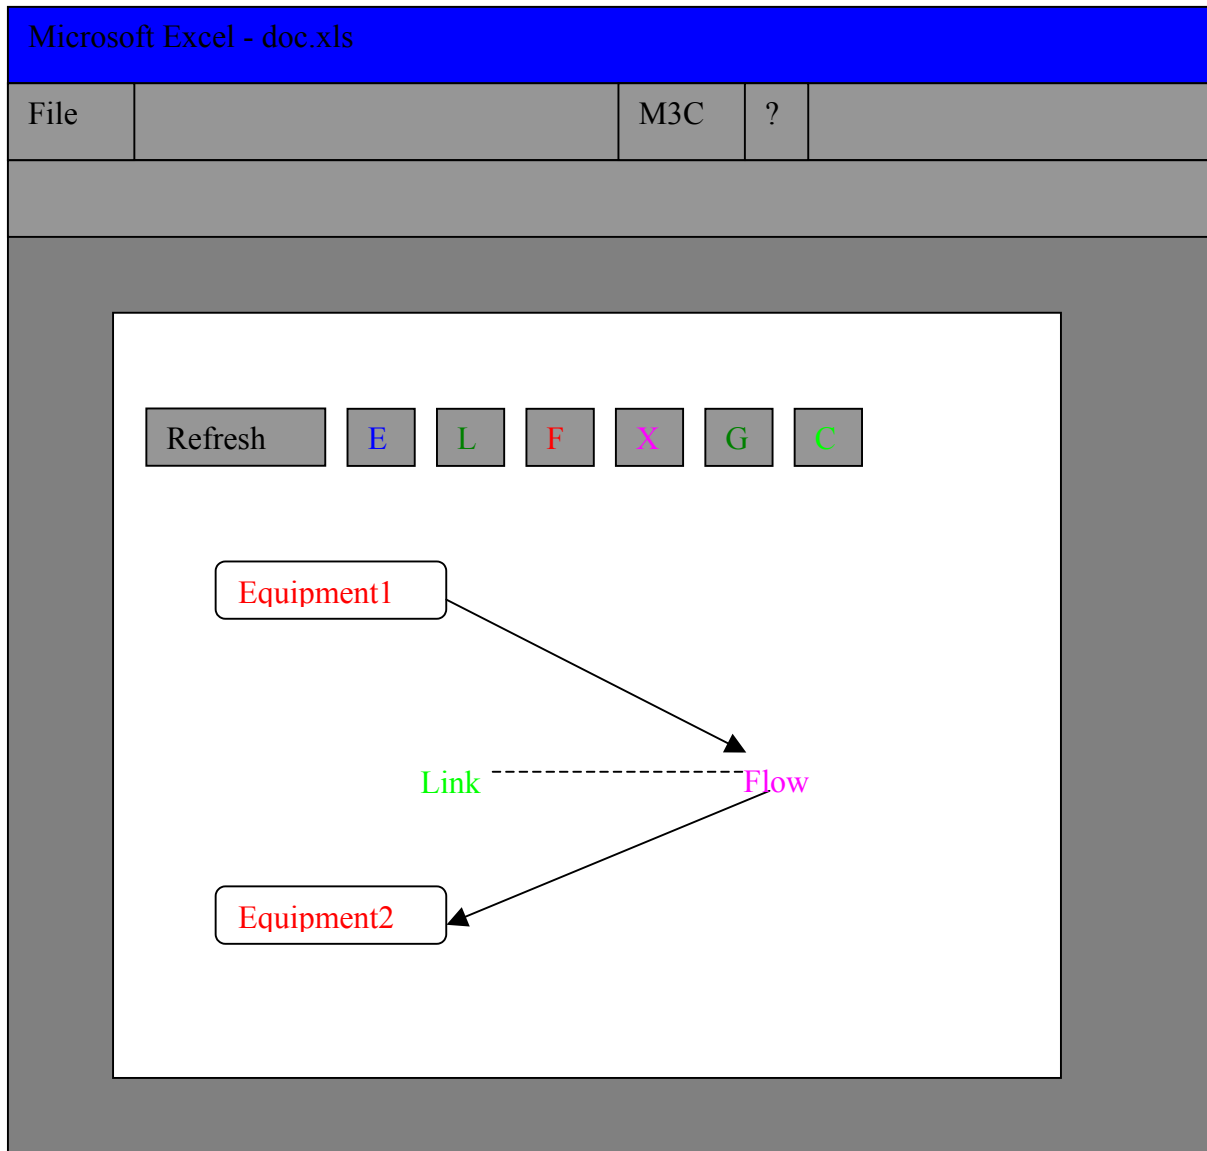 Microsoft Excel - doc.xls
File M3C ?
Refresh E L F X G C
Equipment1
Link Flow
Equipment2